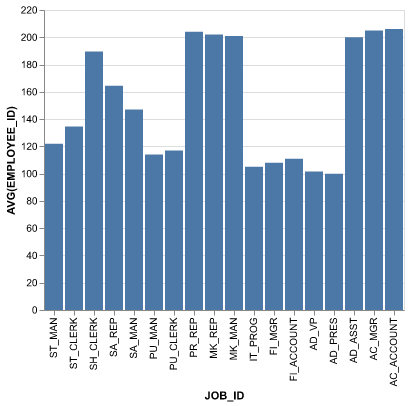 220
200
180
160
140
120
100
80
60
40
20
0
AVG(EMPLOYEE_ID)
ST_MAN
ST_CLERK
SH_CLERK
SA_REP
SA_MAN
PU_MAN
PU_CLERK
PR_REP
MK_REP
MK_MAN
IT_PROG
FI_MGR
FI_ACCOUNT
AD_VP
AD_PRES
AD_ASST
AC_MGR
AC_ACCOUNT
JOB_ID